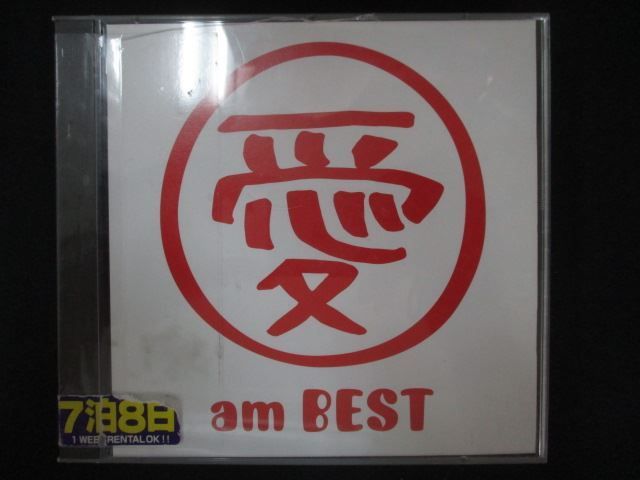 愛
am BEST
7泊8日
1 WEEK RENTAL OK!!